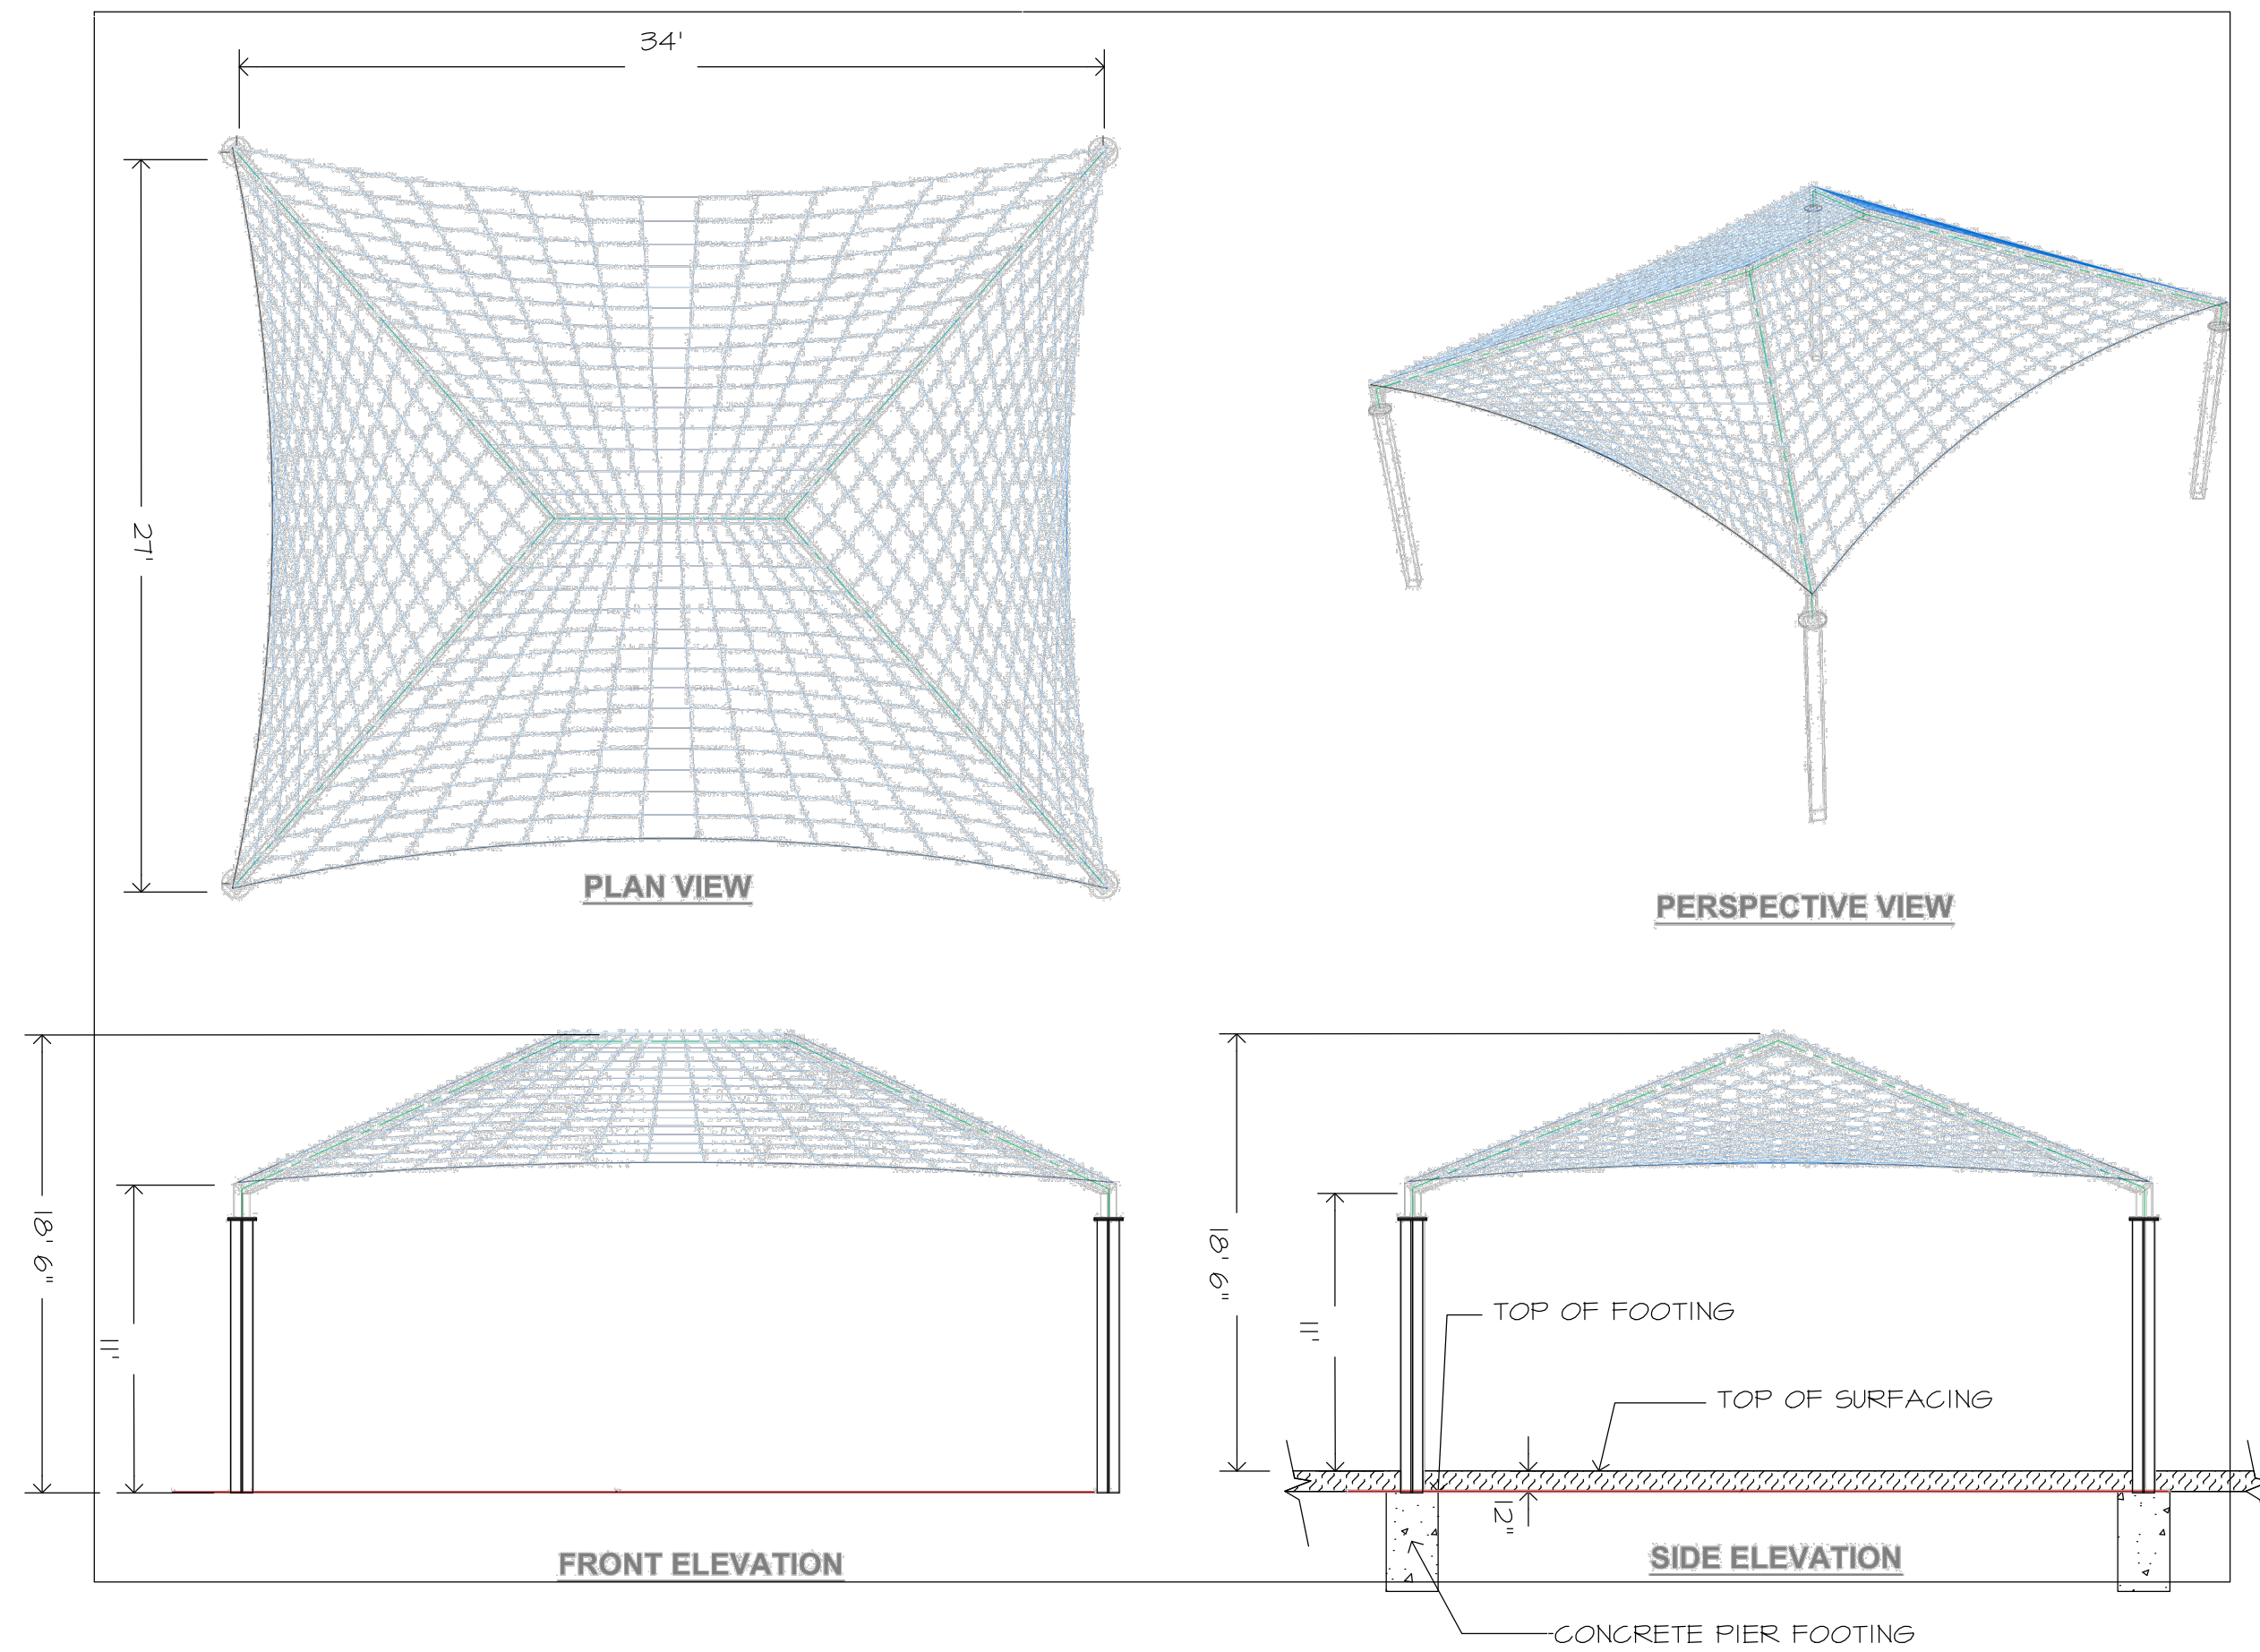 34'
27'
PLAN VIEW
PERSPECTIVE VIEW
18' 6"
11'
FRONT ELEVATION
18' 6"
11'
TOP OF FOOTING
TOP OF SURFACING
12"
SIDE ELEVATION
CONCRETE PIER FOOTING